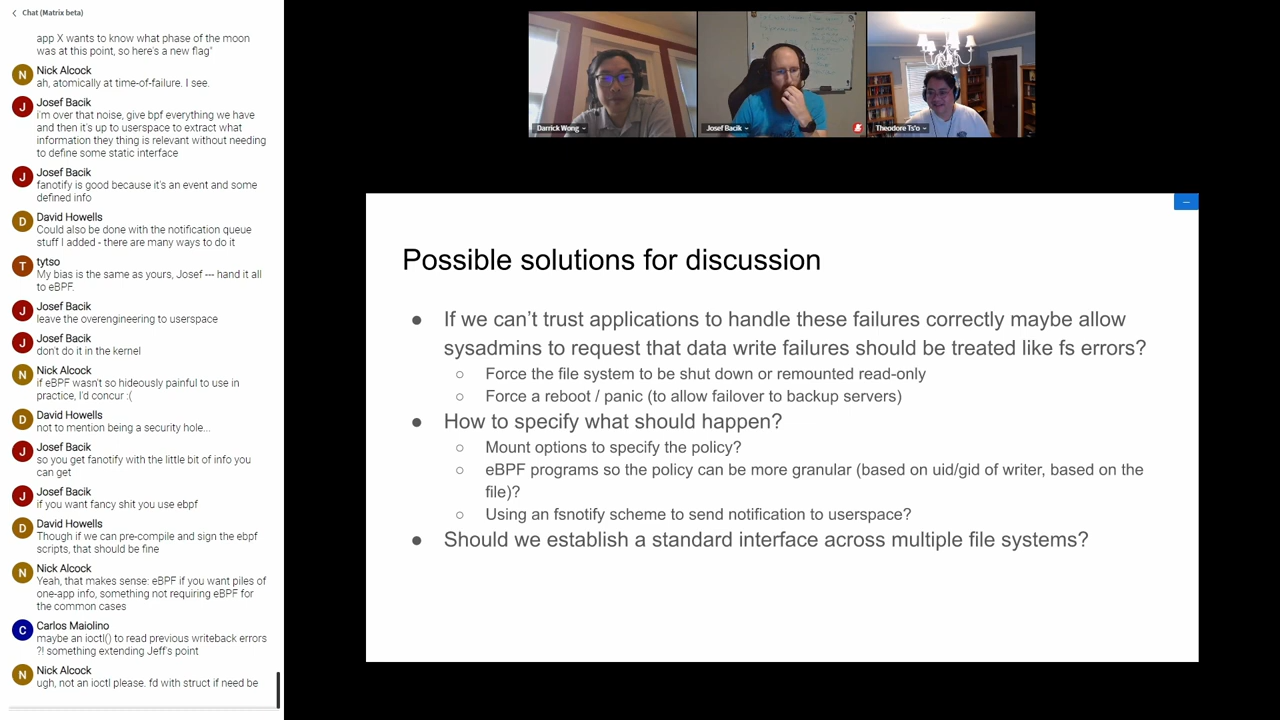 Chat (Matrix beta)
app X wants to know what phase of the moon
was at this point, so here's a new flag"
N
Nick Alcock
ah, atomically at time-of-failure. I see.
J
Josef Bacik
i'm over that noise, give bpf everything we have
and then it's up to userspace to extract what
information they thing is relevant without needing
to define some static interface
J
Josef Bacik
fanotify is good because it's an event and some
defined info
D
David Howells
Could also be done with the notification queue
stuff I added - there are many ways to do it
T
tytso
My bias is the same as yours, Josef --- hand it all
to eBPF.
J
Josef Bacik
leave the overengineering to userspace
J
Josef Bacik
don't do it in the kernel
N
Nick Alcock
if eBPF wasn't so hideously painful to use in
practice, I'd concur :(
D
David Howells
not to mention being a security hole...
J
Josef Bacik
so you get fanotify with the little bit of info you
can get
J
Josef Bacik
if you want fancy shit you use ebpf
D
David Howells
Though if we can pre-compile and sign the ebpf
scripts, that should be fine
N
Nick Alcock
Yeah, that makes sense: eBPF if you want piles of
one-app info, something not requiring eBPF for
the common cases
C
Carlos Maiolino
maybe an ioctl() to read previous writeback errors
?! something extending Jeff's point
N
Nick Alcock
ugh, not an ioctl please. fd with struct if need be
Darrick Wong
Josef Bacik
Theodore Ts'o
Possible solutions for discussion
● If we can't trust applications to handle these failures correctly maybe allow
sysadmins to request that data write failures should be treated like fs errors?
○ Force the file system to be shut down or remounted read-only
○ Force a reboot / panic (to allow failover to backup servers)
● How to specify what should happen?
○ Mount options to specify the policy?
○ eBPF programs so the policy can be more granular (based on uid/gid of writer, based on the
file)?
○ Using an fsnotify scheme to send notification to userspace?
● Should we establish a standard interface across multiple file systems?